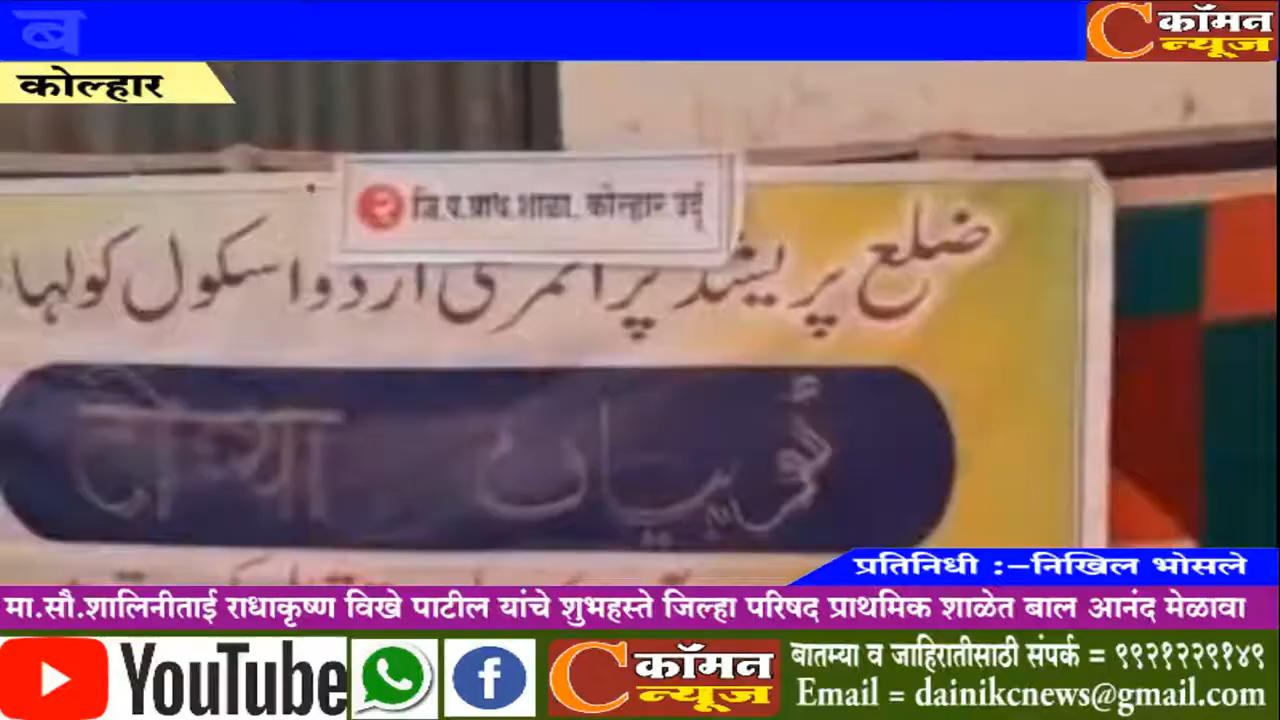 ब
कॉमन
न्यूज
कोल्हार
जि.प.प्राथ.शाळा. कोल्हार उर्दू
ضلع پریشد پرائمری اردو اسکول کولہا
प्रतिनिधी :-निखिल भोसले
मा.सौ.शालिनीताई राधाकृष्ण विखे पाटील यांचे शुभहस्ते जिल्हा परिषद प्राथमिक शाळेत बाल आनंद मेळावा
YouTube
कॉमन
न्यूज
बातम्या व जाहिरातीसाठी संपर्क = ९९२१२२९१४९
Email = dainikcnews@gmail.com